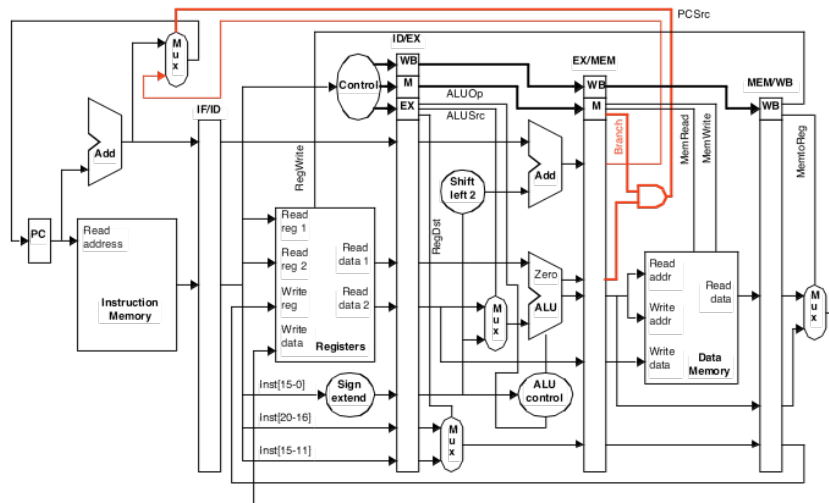 PCSrc
M
u
x
ID/EX
WB
M
EX
Control
ALUOp
ALUSrc
EX/MEM
WB
M
MEM/WB
WB
IF/ID
Add
RegWrite
Shift
left 2
Add
Branch
MemRead
MemWrite
MemtoReg
PC
Read
address
Instruction
Memory
Read
reg 1
Read
reg 2
Write
reg
Write
data
Read
data 1
Read
data 2
Registers
RegDst
M
u
x
Zero
ALU
Read
addr
Write
addr
Write
data
Read
data
Data
Memory
M
u
x
Inst[15-0]
Sign
extend
ALU
control
Inst[20-16]
Inst[15-11]
M
u
x